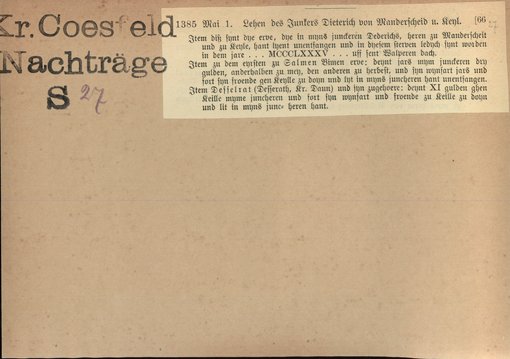 Kr. Coesfeld
Nachträge
S 27
1385 Mai 1. Lehen des Junkers Dieterich von Manderscheid u. Keyl. [66
Item diß synt dye erve, dye in myns junckeren Dederichs, heren zu Manderscheit
und zu Keyle, hant lyent unentfangen und in dyesem sterven ledych synt worden
in dem jare . . . MCCCLXXXV . . . uff sent Walperen dach.
Item zu dem eyrsten zu Salmen Simen erve; deynt jars mym junckeren dry
gulden, anderhalben zu mey, den anderen zu herbest, und syn wynfart jars und
fort syn froende gen Keylle zu doyn und lyt in myns juncheren hant unentfangen.
Item Desselrat (Desserath, Kr. Daun) und syn zugehoere: deynt XI gulden ghen
Keille myme juncheren und fort syn wynfart und froende zu Keille zu doyn
und lit in myns junc heren hant.